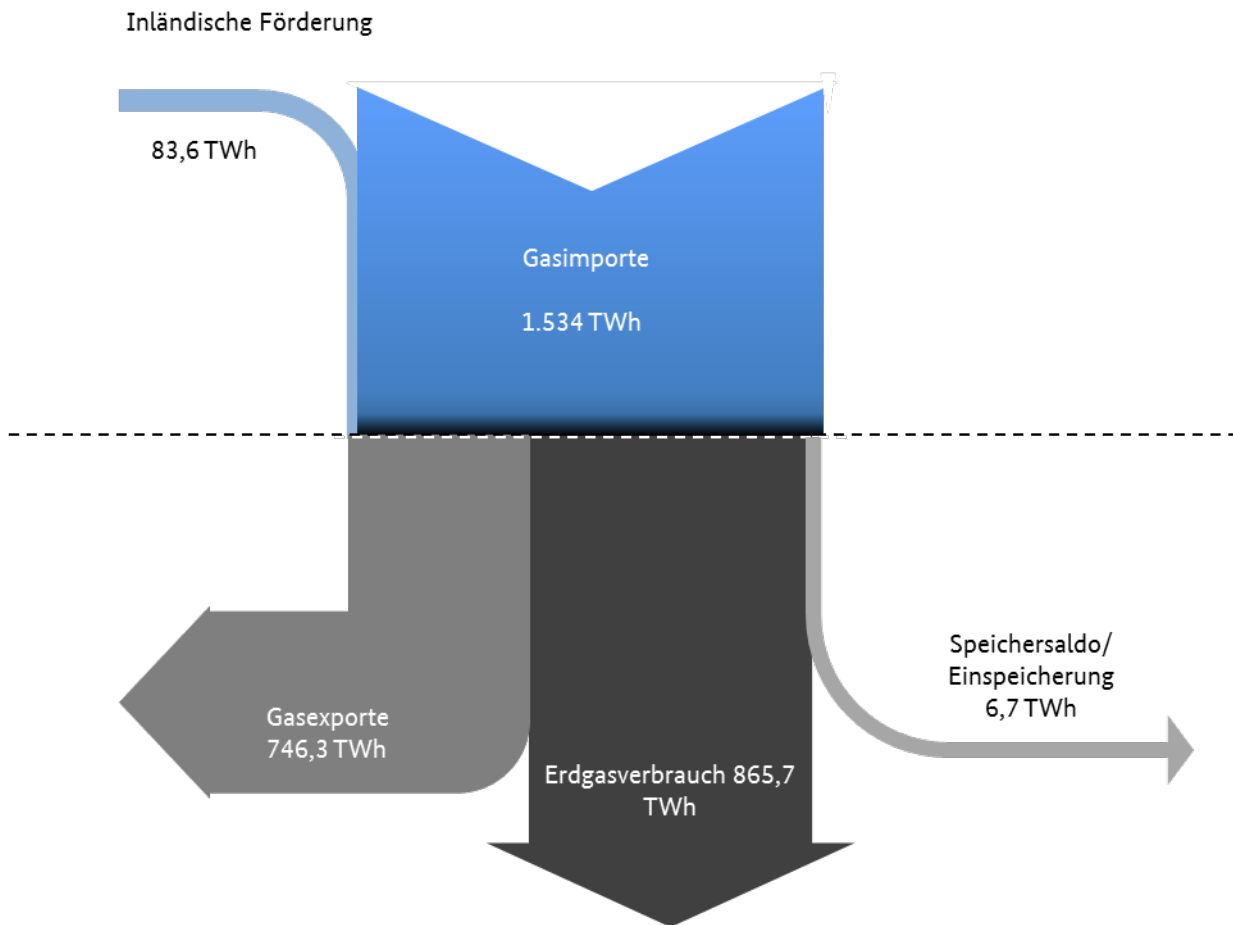 Inländische Förderung
83,6 TWh
Gasimporte
1.534 TWh
Speichersaldo/
Einspeicherung
6,7 TWh
Gasexporte
746,3 TWh
Erdgasverbrauch 865,7
TWh